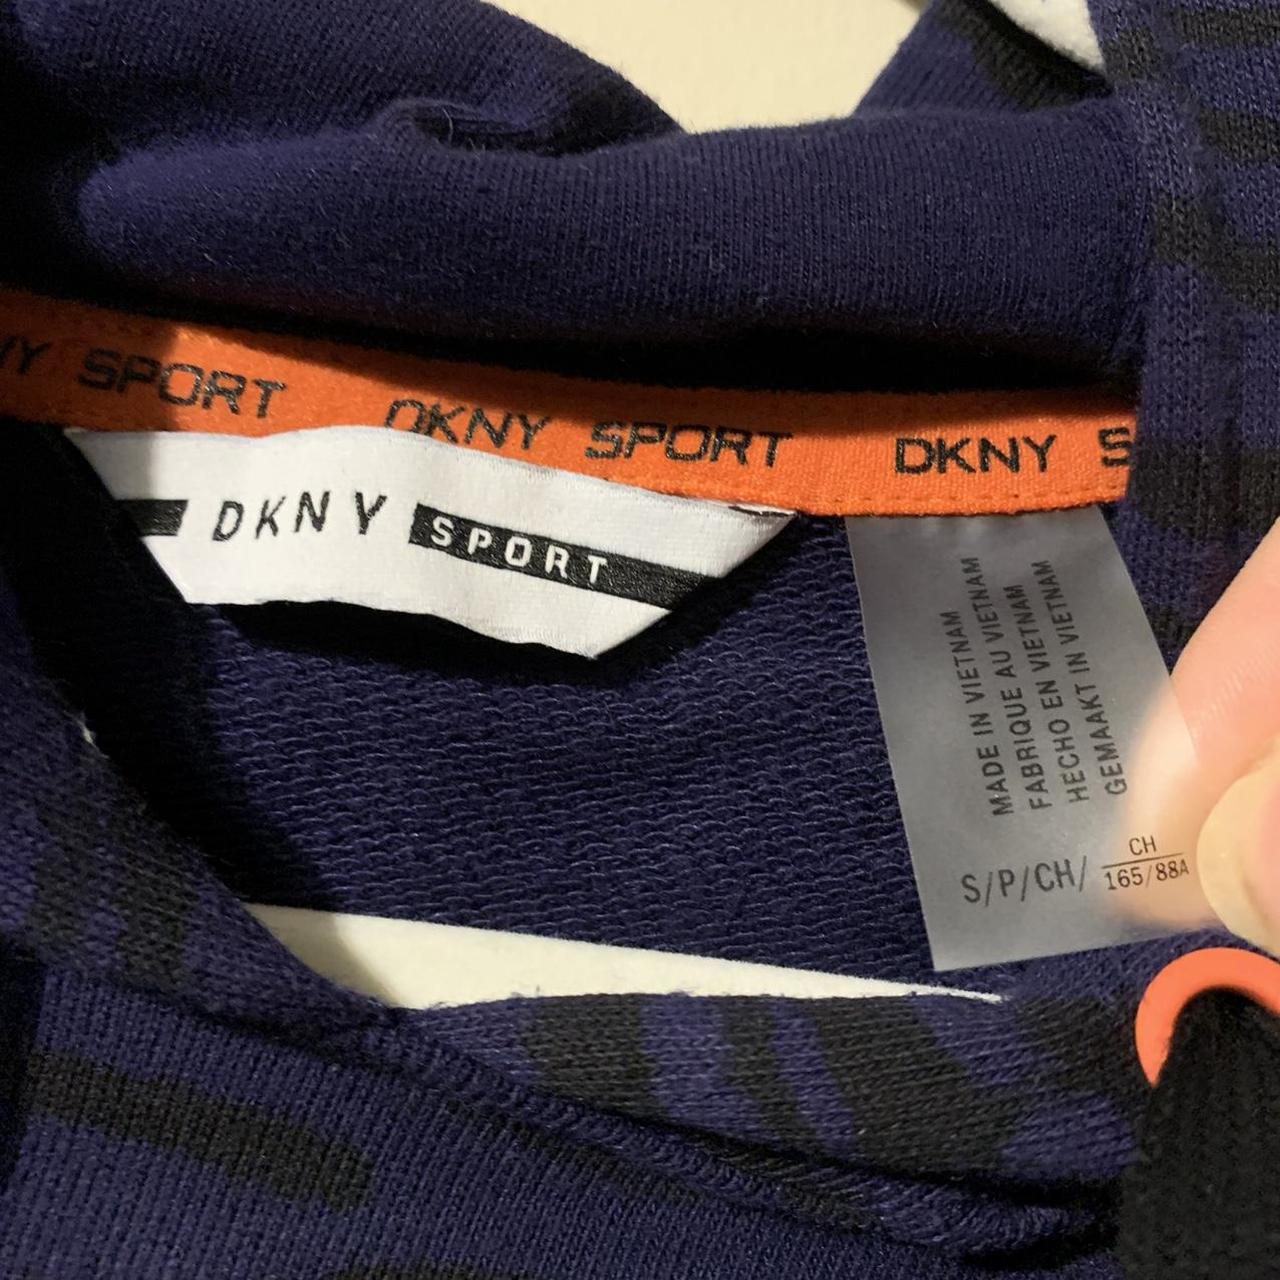 NY SPORT DKNY SPORT DKNY S
DKNY SPORT
MADE IN VIETNAM
FABRIQUE AU VIETNAM
HECHO EN VIETNAM
GEMAAKT IN VIETNAM
S/P/CH/ CH
165/88A